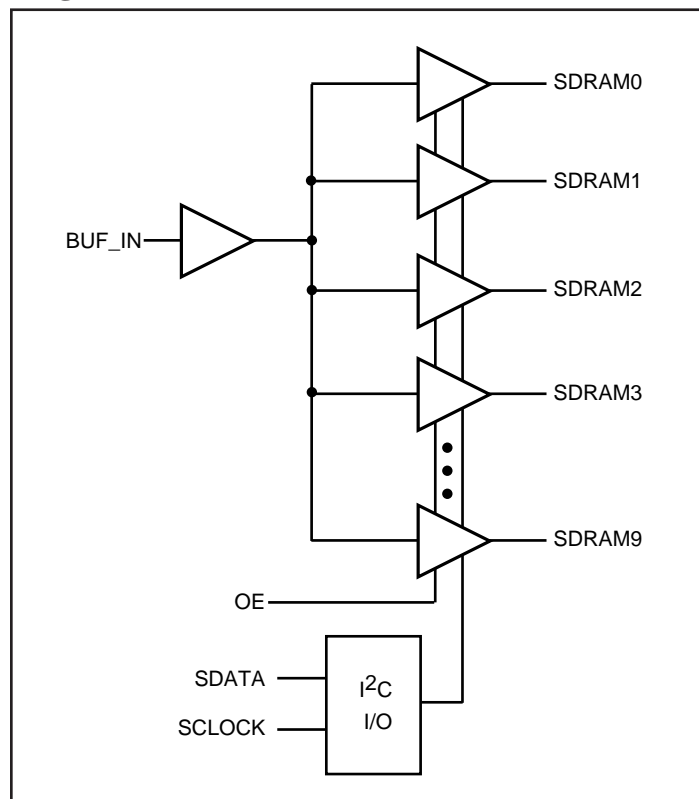 SDRAM0
SDRAM1
BUF_IN
SDRAM2
SDRAM3
SDRAM9
OE
SDATA
I²C
I/O
SCLOCK